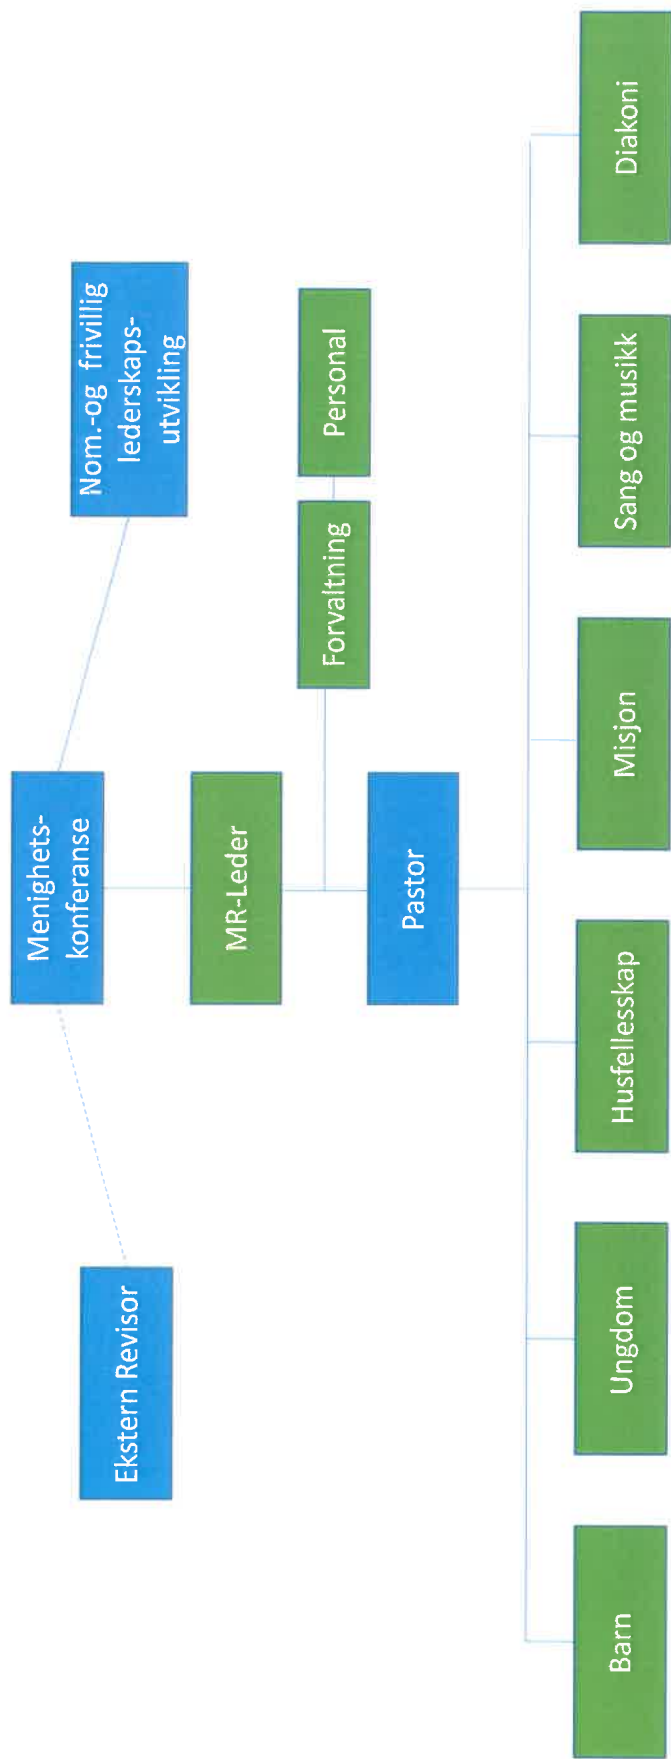 Menighets-
konferanse
Ekstern Revisor
Nom.-og frivillig
lederskaps-
utvikling
MR-Leder
Forvaltning
Personal
Pastor
Barn
Ungdom
Husfellesskap
Misjon
Sang og musikk
Diakoni